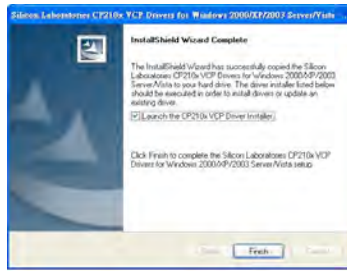 Silicon Laboratories CP210x VCP Drivers for Windows 2000/XP/2003 Server/Vista
InstallShield Wizard Complete
The InstallShield Wizard has successfully copied the Silicon
Laboratories CP210x VCP Drivers for Windows 2000/XP/2003
Server/Vista to your hard drive. The driver installer listed below
should be executed in order to install drivers or update an
existing driver.
Launch the CP210x VCP Driver Installer.
Click Finish to complete the Silicon Laboratories CP210x VCP
Drivers for Windows 2000/XP/2003 Server/Vista setup.
Finish
Cancel